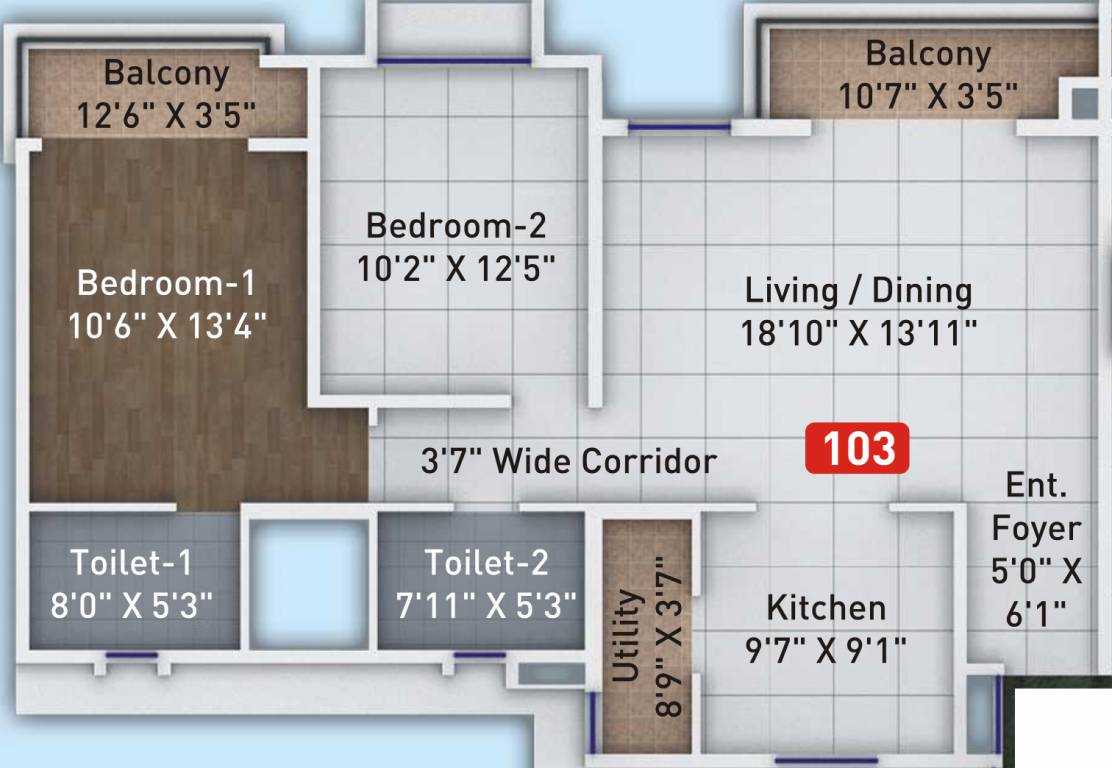 Balcony
12'6" X 3'5"
Balcony
10'7" X 3'5"
Bedroom-2
10'2" X 12'5"
Bedroom-1
10'6" X 13'4"
Living / Dining
18'10" X 13'11"
103
3'7" Wide Corridor
Ent.
Foyer
5'0" X
6'1"
Toilet-1
8'0" X 5'3"
Toilet-2
7'11" X 5'3"
Utility
8'9" X 3'7"
Kitchen
9'7" X 9'1"